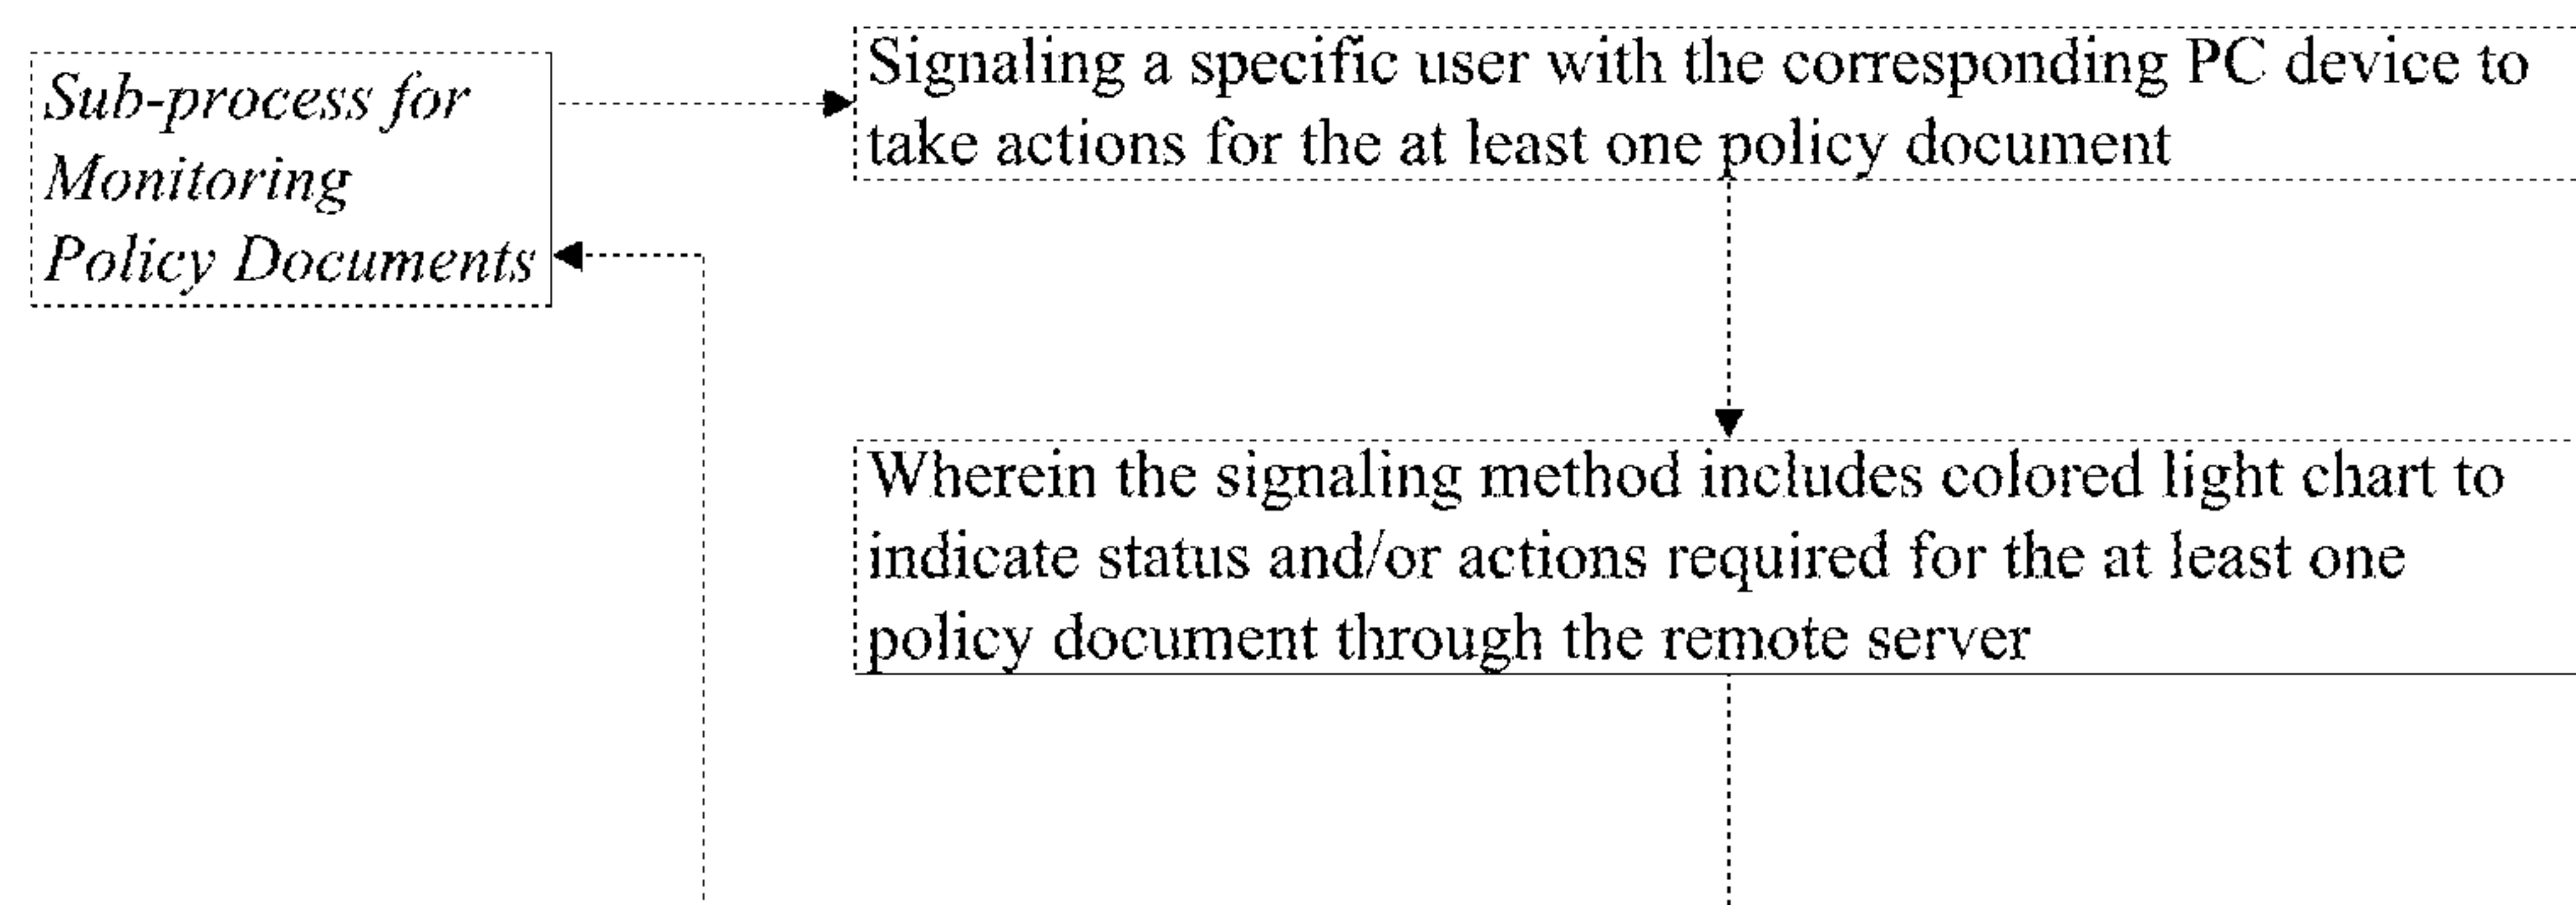 Sub-process for
Monitoring
Policy Documents
Signaling a specific user with the corresponding PC device to
take actions for the at least one policy document
Wherein the signaling method includes colored light chart to
indicate status and/or actions required for the at least one
policy document through the remote server